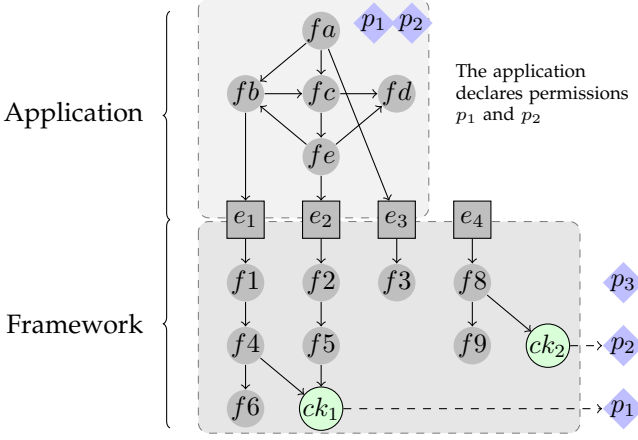 fa p₁ p₂
Application
fb fc fd
The application
declares permissions
p₁ and p₂
fe
e₁ e₂ e₃ e₄
f1 f2 f3 f8 p₃
Framework
f4 f5 f9 ck₂ p₂
f6 ck₁ p₁